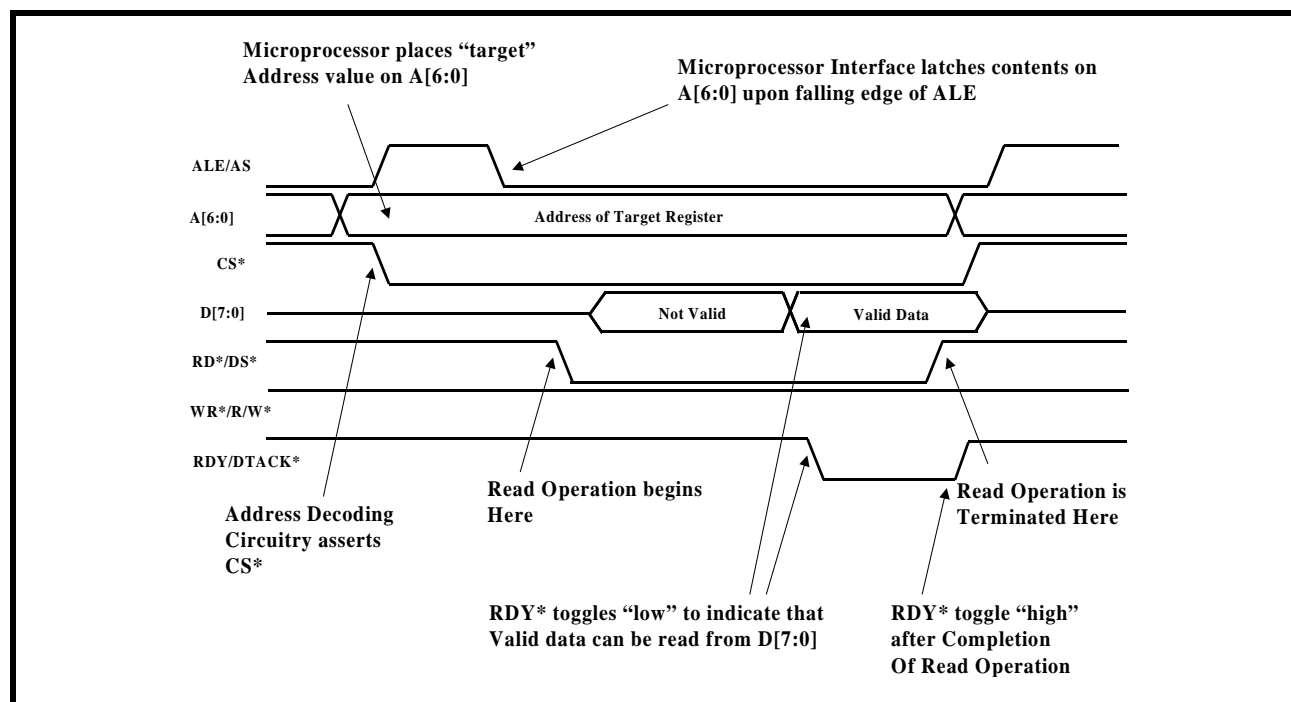 Microprocessor places “target”
Address value on A[6:0]
Microprocessor Interface latches contents on
A[6:0] upon falling edge of ALE
ALE/AS
A[6:0]
Address of Target Register
CS*
D[7:0]
Not Valid
Valid Data
RD*/DS*
WR*/R/W*
RDY/DTACK*
Address Decoding
Circuitry asserts
CS*
Read Operation begins
Here
Read Operation is
Terminated Here
RDY* toggles “low” to indicate that
Valid data can be read from D[7:0]
RDY* toggle “high”
after Completion
Of Read Operation